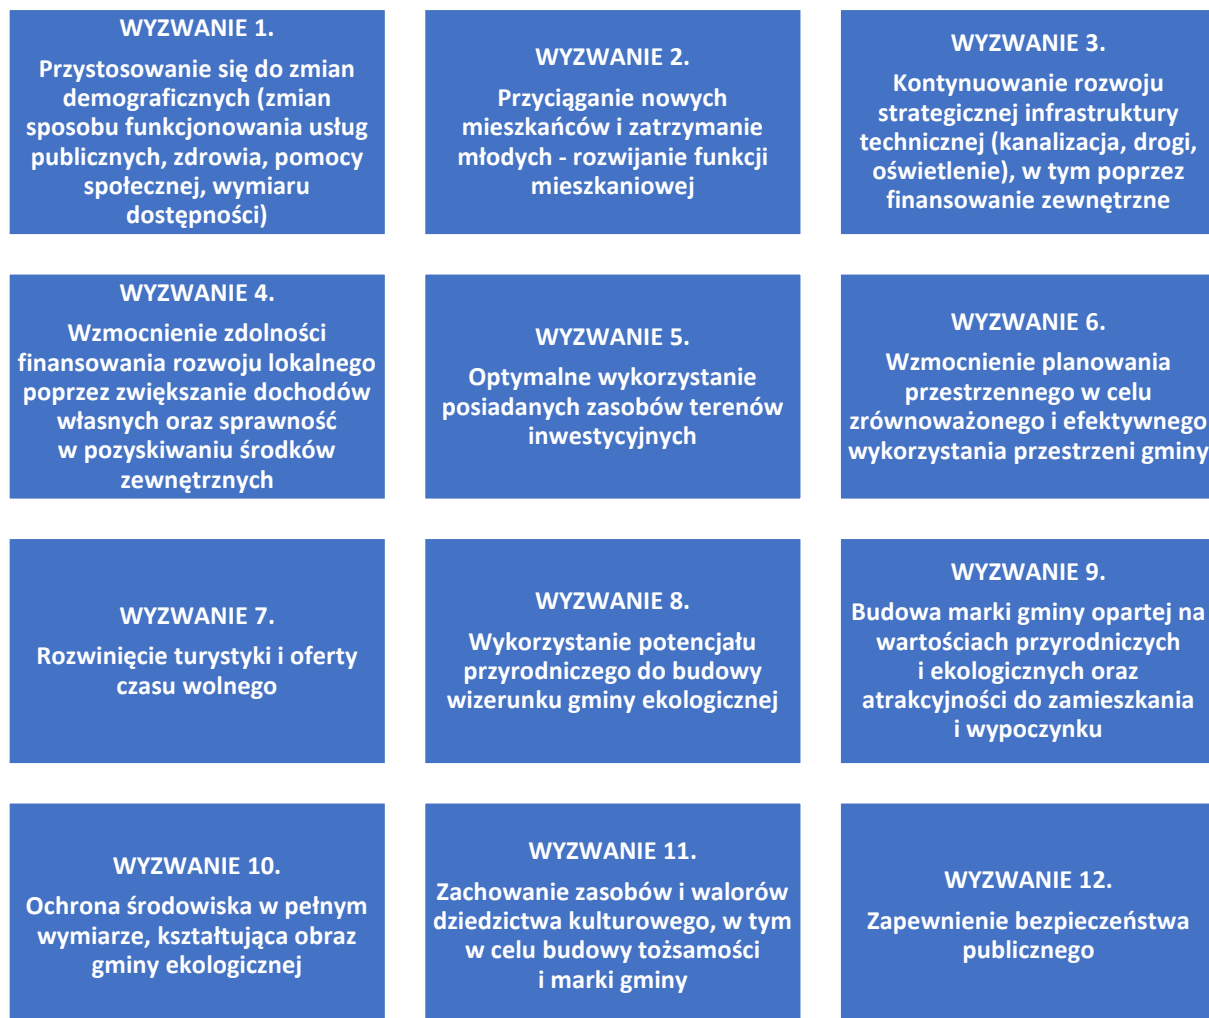 WYZWANIE 1.
Przystosowanie się do zmian
demograficznych (zmian
sposobu funkcjonowania usług
publicznych, zdrowia, pomocy
społecznej, wymiaru
dostępności)
WYZWANIE 2.
Przyciąganie nowych
mieszkańców i zatrzymanie
młodych - rozwijanie funkcji
mieszkaniowej
WYZWANIE 3.
Kontynuowanie rozwoju
strategicznej infrastruktury
technicznej (kanalizacja, drogi,
oświetlenie), w tym poprzez
finansowanie zewnętrzne
WYZWANIE 4.
Wzmocnienie zdolności
finansowania rozwoju lokalnego
poprzez zwiększanie dochodów
własnych oraz sprawność
w pozyskiwaniu środków
zewnętrznych
WYZWANIE 5.
Optymalne wykorzystanie
posiadanych zasobów terenów
inwestycyjnych
WYZWANIE 6.
Wzmocnienie planowania
przestrzennego w celu
zrównoważonego i efektywnego
wykorzystania przestrzeni gminy
WYZWANIE 7.
Rozwinięcie turystyki i oferty
czasu wolnego
WYZWANIE 8.
Wykorzystanie potencjału
przyrodniczego do budowy
wizerunku gminy ekologicznej
WYZWANIE 9.
Budowa marki gminy opartej na
wartościach przyrodniczych
i ekologicznych oraz
atrakcyjności do zamieszkania
i wypoczynku
WYZWANIE 10.
Ochrona środowiska w pełnym
wymiarze, kształtująca obraz
gminy ekologicznej
WYZWANIE 11.
Zachowanie zasobów i walorów
dziedzictwa kulturowego, w tym
w celu budowy tożsamości
i marki gminy
WYZWANIE 12.
Zapewnienie bezpieczeństwa
publicznego